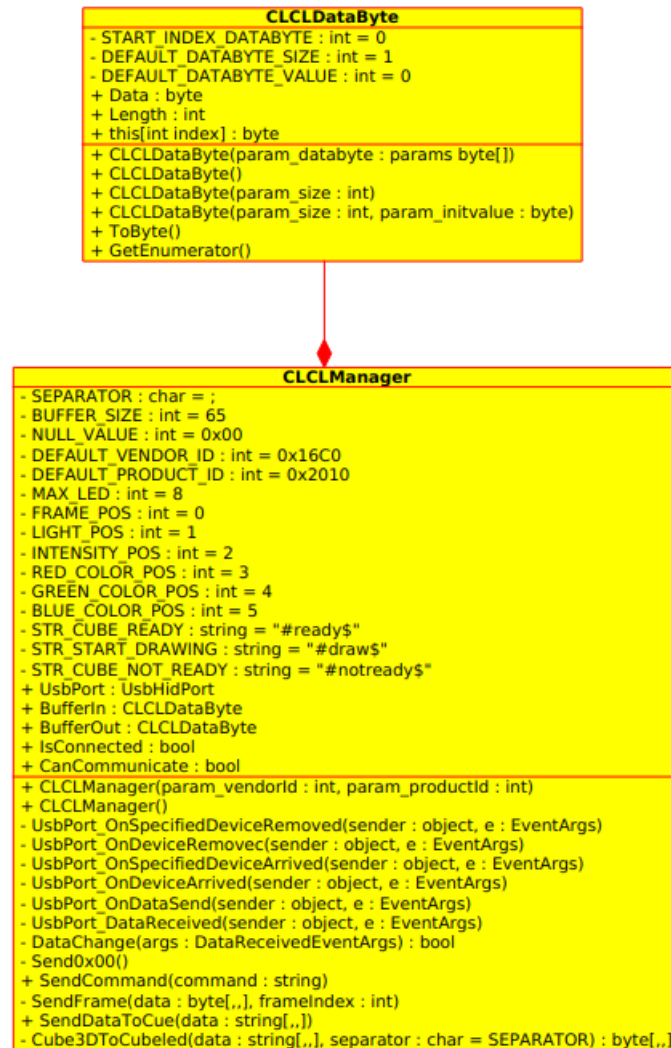 CLCLDataByte
- START_INDEX_DATABYTE : int = 0
- DEFAULT_DATABYTE_SIZE : int = 1
- DEFAULT_DATABYTE_VALUE : int = 0
+ Data : byte
+ Length : int
+ this[int index] : byte
+ CLCLDataByte(param_databyte : params byte[])
+ CLCLDataByte()
+ CLCLDataByte(param_size : int)
+ CLCLDataByte(param_size : int, param_initvalue : byte)
+ ToByte()
+ GetEnumerator()
CLCLManager
- SEPARATOR : char = ;
- BUFFER_SIZE : int = 65
- NULL_VALUE : int = 0x00
- DEFAULT_VENDOR_ID : int = 0x16C0
- DEFAULT_PRODUCT_ID : int = 0x2010
- MAX_LED : int = 8
- FRAME_POS : int = 0
- LIGHT_POS : int = 1
- INTENSITY_POS : int = 2
- RED_COLOR_POS : int = 3
- GREEN_COLOR_POS : int = 4
- BLUE_COLOR_POS : int = 5
- STR_CUBE_READY : string = "#ready$"
- STR_START_DRAWING : string = "#draw$"
- STR_CUBE_NOT_READY : string = "#notready$"
+ UsbPort : UsbHidPort
+ BufferIn : CLCLDataByte
+ BufferOut : CLCLDataByte
+ IsConnected : bool
+ CanCommunicate : bool
+ CLCLManager(param_vendorId : int, param_productId : int)
+ CLCLManager()
- UsbPort_OnSpecifiedDeviceRemoved(sender : object, e : EventArgs)
- UsbPort_OnDeviceRemovec(sender : object, e : EventArgs)
- UsbPort_OnSpecifiedDeviceArrived(sender : object, e : EventArgs)
- UsbPort_OnDeviceArrived(sender : object, e : EventArgs)
- UsbPort_OnDataSend(sender : object, e : EventArgs)
- UsbPort_DataReceived(sender : object, e : EventArgs)
- DataChange(args : DataReceivedEventArgs) : bool
- Send0x00()
+ SendCommand(command : string)
- SendFrame(data : byte[,,], frameIndex : int)
+ SendDataToCue(data : string[,,])
- Cube3DToCubeled(data : string[,,], separator : char = SEPARATOR) : byte[,,]